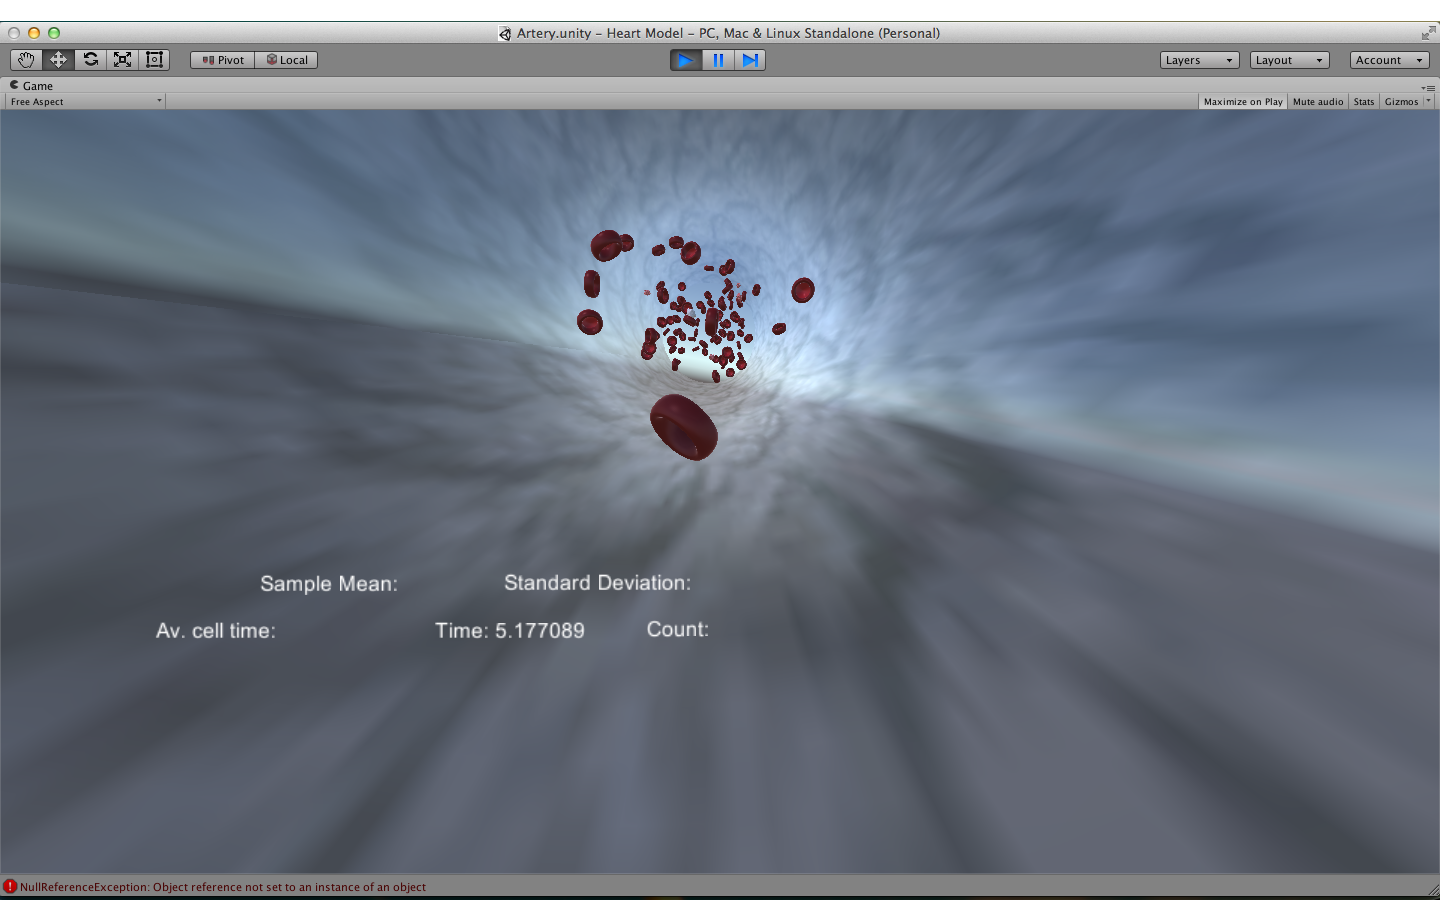 Artery.unity - Heart Model - PC, Mac & Linux Standalone (Personal)
Pivot Local Layers Layout Account
Game
Free Aspect Maximize on Play Mute audio Stats Gizmos
Sample Mean: Standard Deviation:
Av. cell time: Time: 5.177089 Count:
NullReferenceException: Object reference not set to an instance of an object